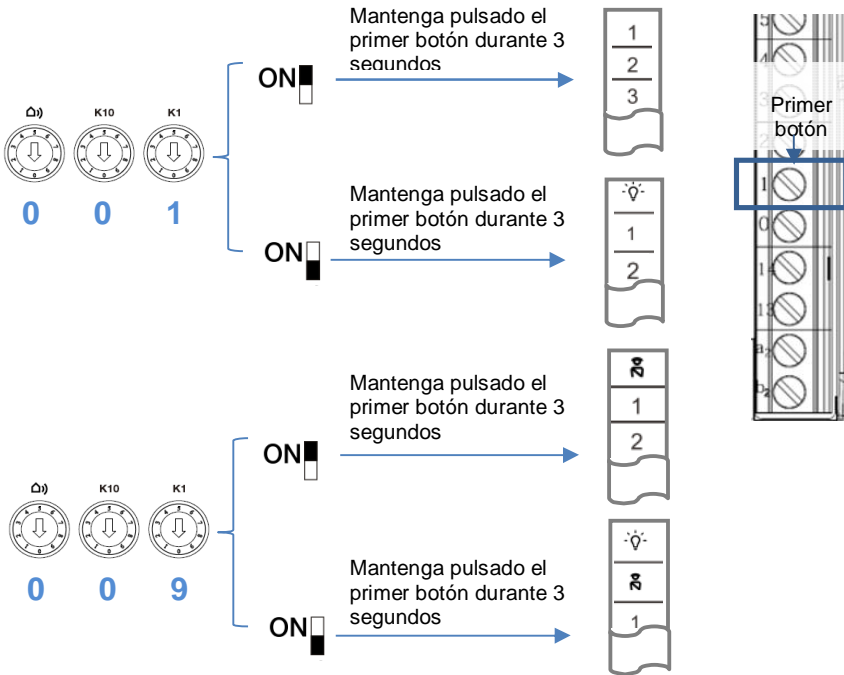 Mantenga pulsado el
primer botón durante 3
segundos
ON
1
2
3
K10
K1
0 0 1
Mantenga pulsado el
primer botón durante 3
segundos
ON
1
2
Mantenga pulsado el
primer botón durante 3
segundos
ON
1
2
K10
K1
0 0 9
Mantenga pulsado el
primer botón durante 3
segundos
ON
1
5
4
3
Primer
botón
2
1
0
14
13
a2
b2